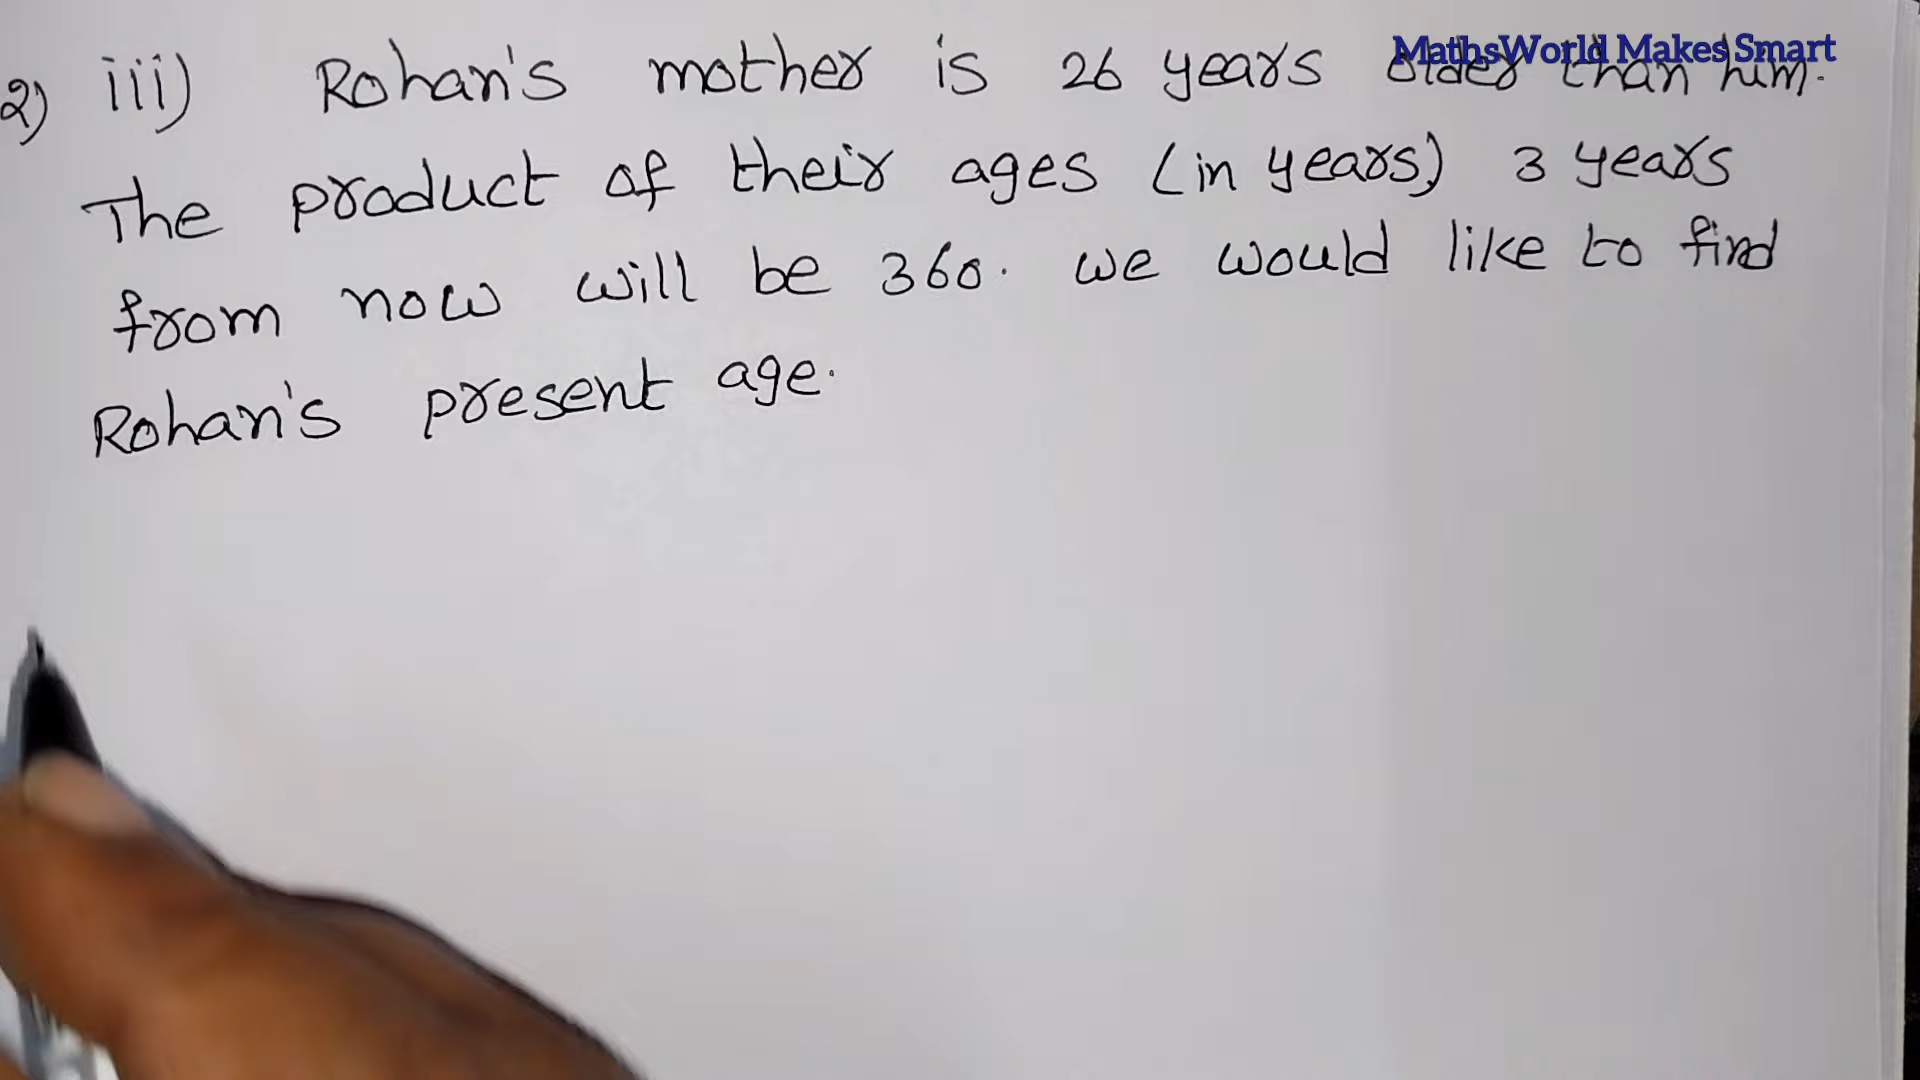 MathsWorld Makes Smart
2) iii) Rohan's mother is 26 years older than him.
The product of their ages (in years) 3 years
from now will be 360. we would like to find
Rohan's present age.